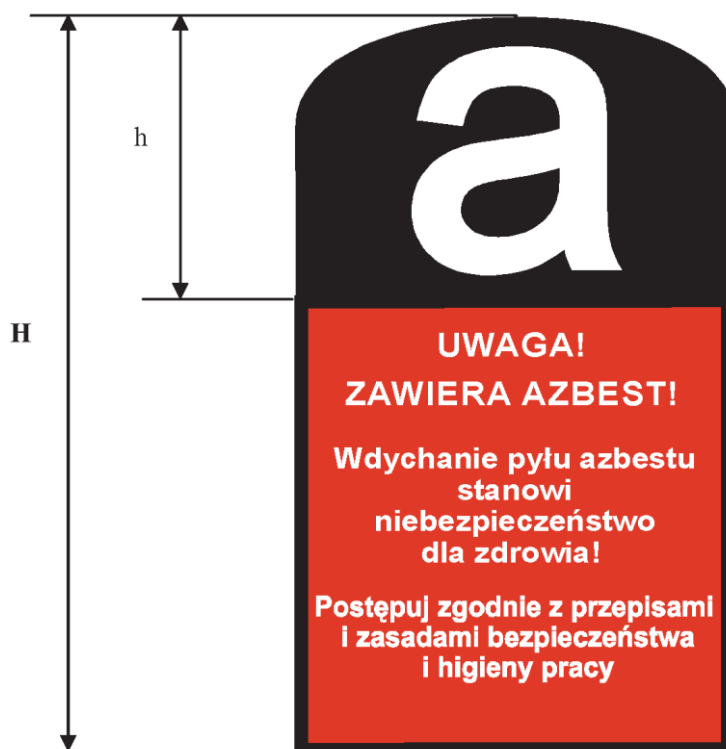 a
h
H
UWAGA!
ZAWIERA AZBEST!
Wdychanie pyłu azbestu
stanowi
niebezpieczeństwo
dla zdrowia!
Postępuj zgodnie z przepisami
i zasadami bezpieczeństwa
i higieny pracy